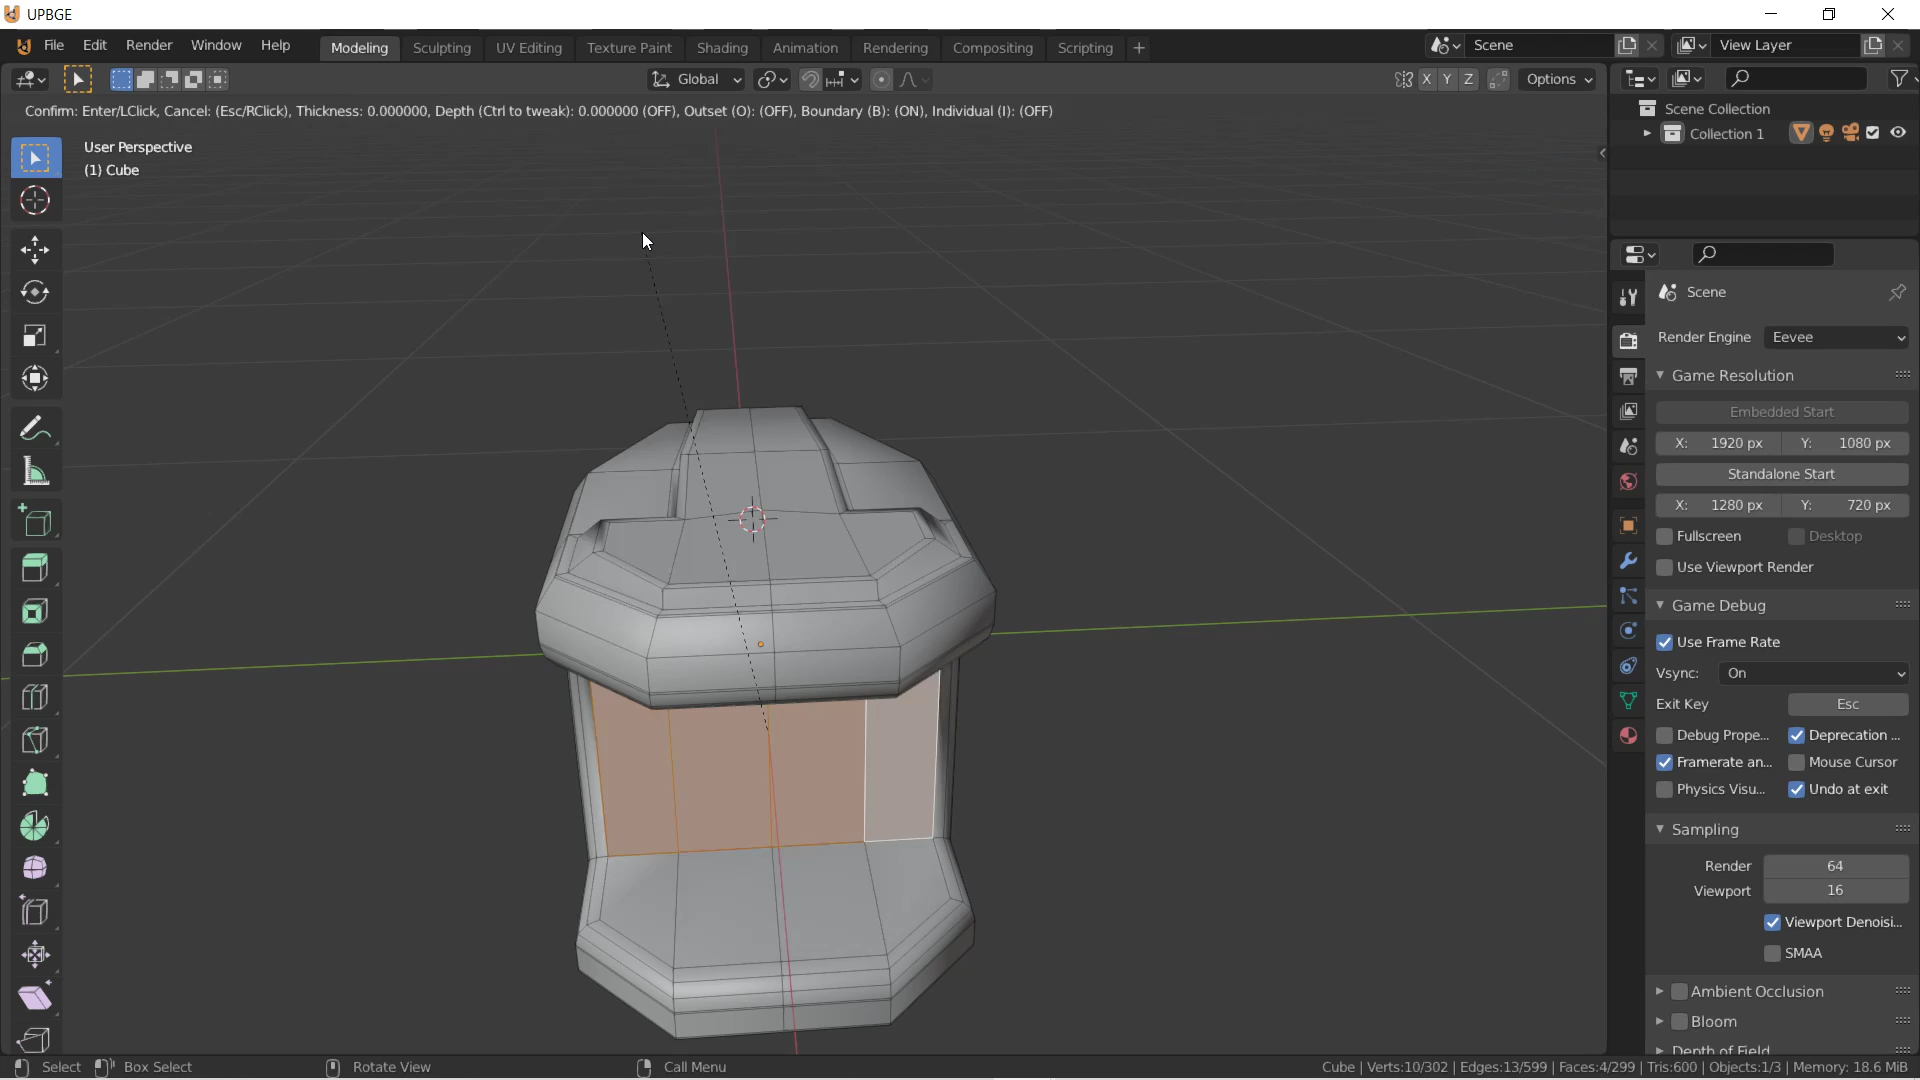 UPBGE
File Edit Render Window Help Modeling Sculpting UV Editing Texture Paint Shading Animation Rendering Compositing Scripting + Scene View Layer
Global X Y Z Options
Confirm: Enter/LClick, Cancel: (Esc/RClick), Thickness: 0.000000, Depth (Ctrl to tweak): 0.000000 (OFF), Outset (O): (OFF), Boundary (B): (ON), Individual (I): (OFF)
User Perspective
(1) Cube
Scene Collection
Collection 1
Scene
Render Engine Eevee
Game Resolution
Embedded Start
X: 1920 px Y: 1080 px
Standalone Start
X: 1280 px Y: 720 px
Fullscreen Desktop
Use Viewport Render
Game Debug
Use Frame Rate
Vsync: On
Exit Key Esc
Debug Prope... Deprecation ...
Framerate an... Mouse Cursor
Physics Visu... Undo at exit
Sampling
Render 64
Viewport 16
Viewport Denoisi...
SMAA
Ambient Occlusion
Bloom
Depth of Field
Select Box Select Rotate View Call Menu Cube | Verts:10/302 | Edges:13/599 | Faces:4/299 | Tris:600 | Objects:1/3 | Memory: 18.6 MiB